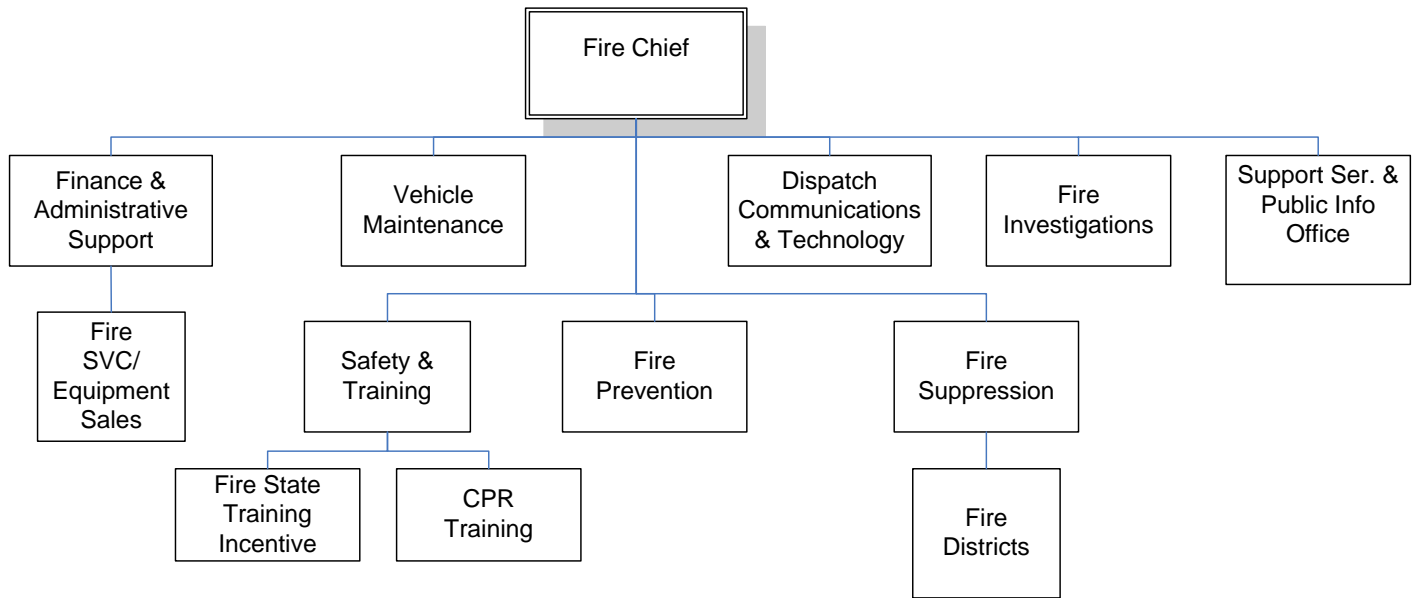 Fire Chief
Finance &
Administrative
Support
Vehicle
Maintenance
Dispatch
Communications
& Technology
Fire
Investigations
Support Ser. &
Public Info
Office
Fire
SVC/
Equipment
Sales
Safety &
Training
Fire
Prevention
Fire
Suppression
Fire State
Training
Incentive
CPR
Training
Fire
Districts